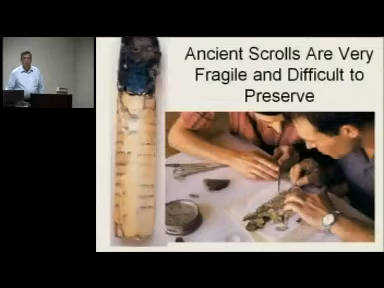 Ancient Scrolls Are Very
Fragile and Difficult to
Preserve